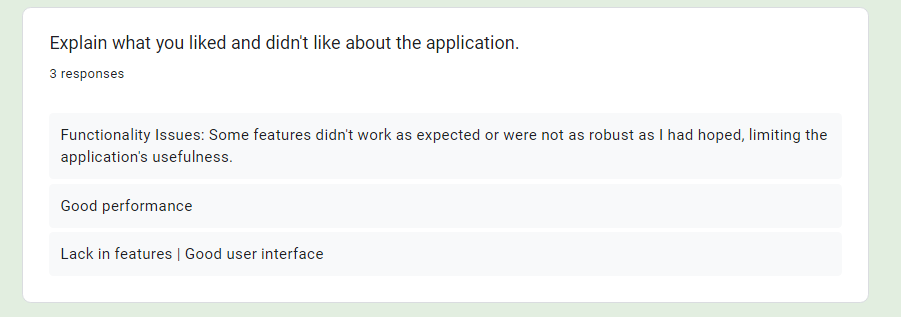 Explain what you liked and didn't like about the application.
3 responses
Functionality Issues: Some features didn't work as expected or were not as robust as I had hoped, limiting the
application's usefulness.
Good performance
Lack in features | Good user interface